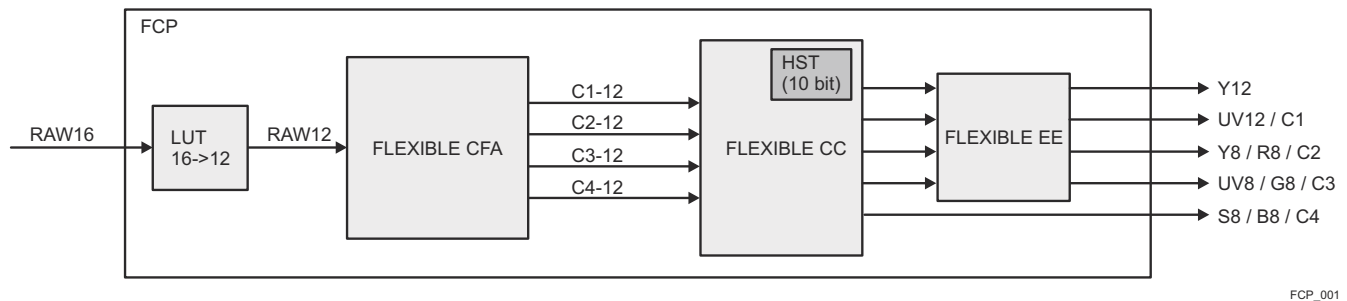 FCP
RAW16
LUT
16->12
RAW12
FLEXIBLE CFA
C1-12
C2-12
C3-12
C4-12
FLEXIBLE CC
HST
(10 bit)
FLEXIBLE EE
Y12
UV12 / C1
Y8 / R8 / C2
UV8 / G8 / C3
S8 / B8 / C4
FCP_001